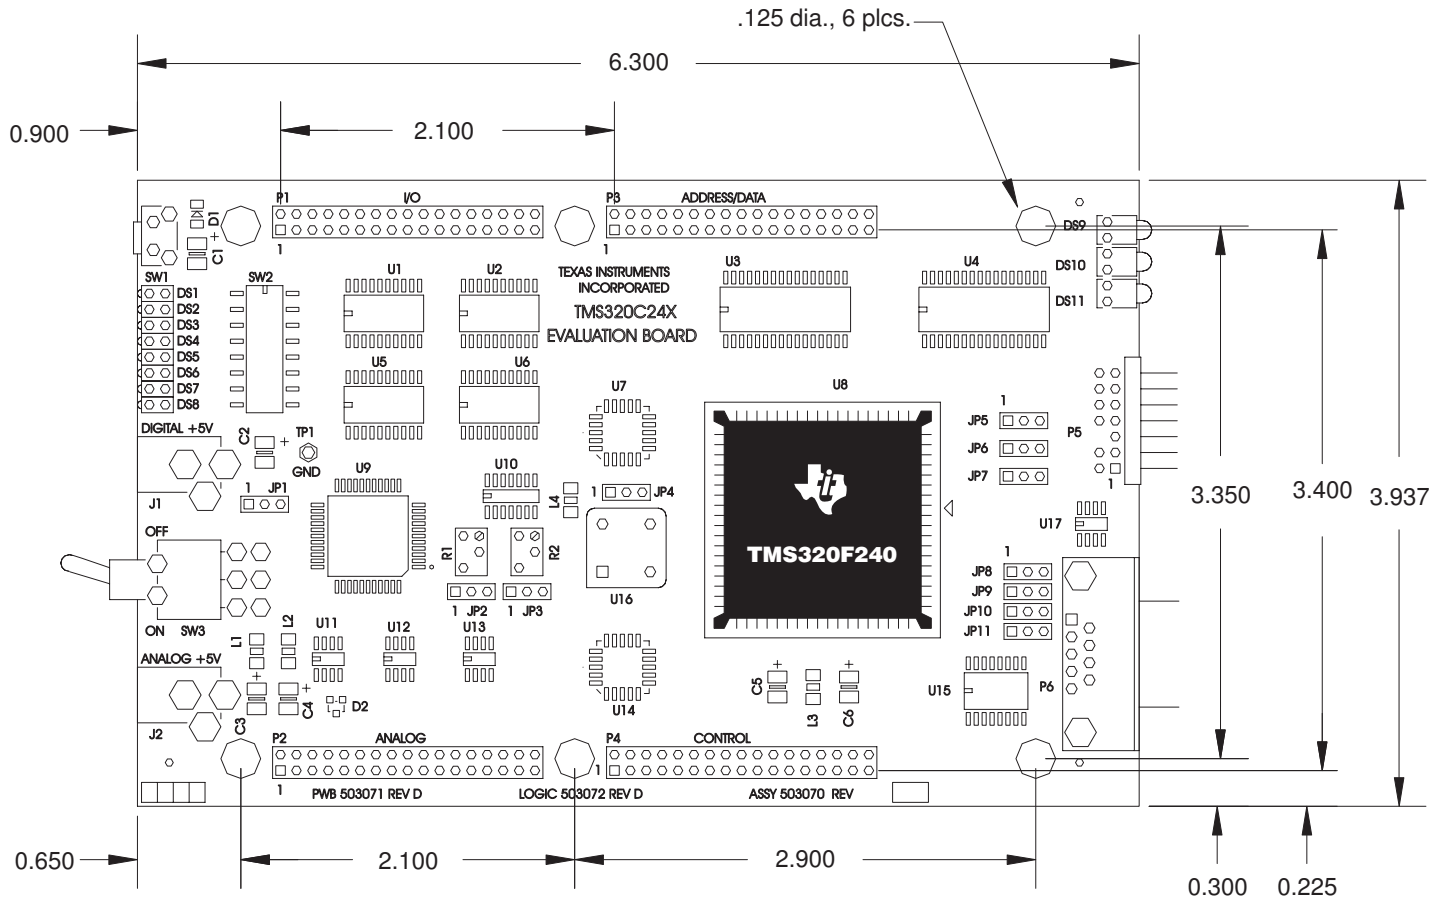 .125 dia., 6 plcs.
6.300
0.900
2.100
P1
I/O
P3
ADDRESS/DATA
1
1
D1
+
C1
DS9
DS10
DS11
SW1
SW2
DS1
DS2
DS3
DS4
DS5
DS6
DS7
DS8
U1
U2
U5
U6
TEXAS INSTRUMENTS
INCORPORATED
TMS320C24X
EVALUATION BOARD
U3
U4
U7
U8
DIGITAL +5V
C2
+
TP1
GND
J1
1
JP1
U9
U10
L4
1
JP4
1
JP5
JP6
JP7
P5
1
3.350
3.400
3.937
TMS320F240
U17
OFF
ON
SW3
R1
R2
1
JP2
1
JP3
U16
1
JP8
JP9
JP10
JP11
L1
L2
U11
U12
U13
ANALOG +5V
J2
+
C3
+
C4
D2
U14
+
C5
L3
+
C6
U15
P6
P2
ANALOG
P4
CONTROL
1
1
PWB 503071 REV D
LOGIC 503072 REV D
ASSY 503070 REV
0.650
2.100
2.900
0.300
0.225